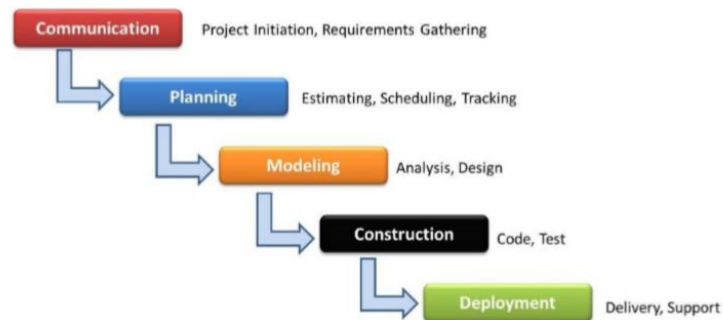 Communication Project Initiation, Requirements Gathering
Planning Estimating, Scheduling, Tracking
Modeling Analysis, Design
Construction Code, Test
Deployment Delivery, Support